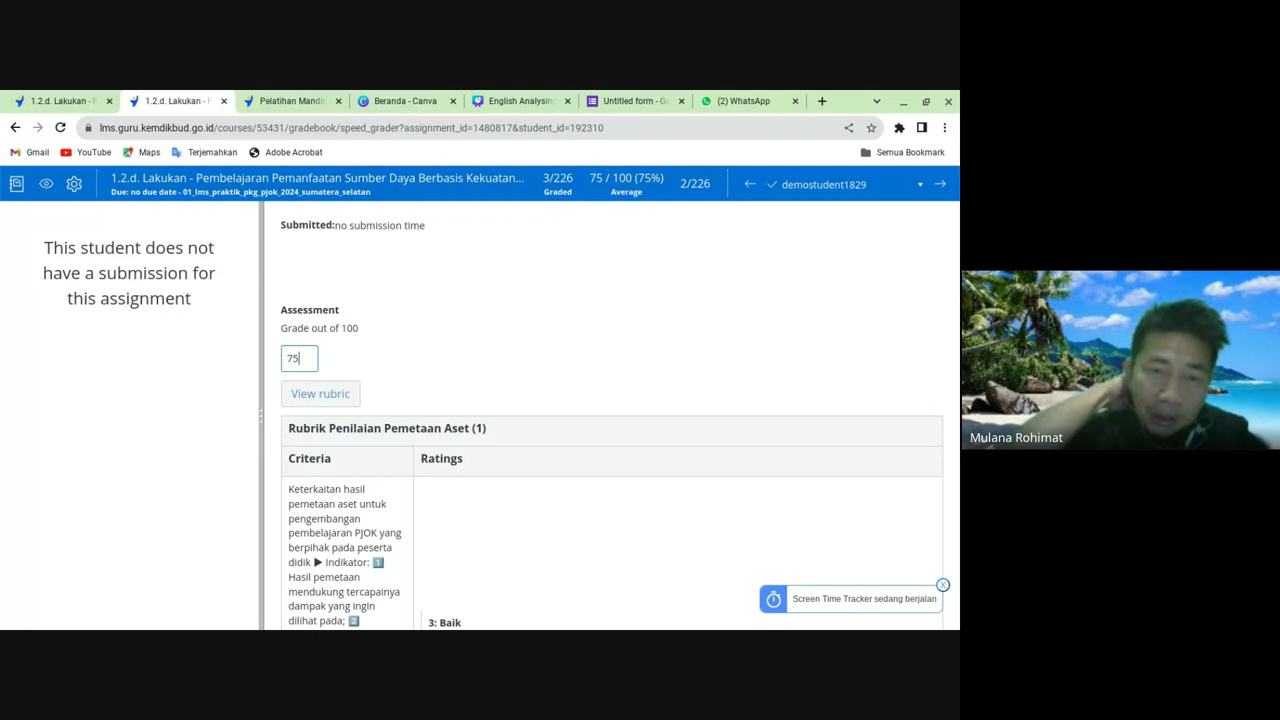 1.2.d. Lakukan - P
1.2.d. Lakukan - P
Pelatihan Mandir
Beranda - Canva
English Analysing
Untitled form - Go
(2) WhatsApp
lms.guru.kemdikbud.go.id/courses/53431/gradebook/speed_grader?assignment_id=1480817&student_id=192310
Gmail
YouTube
Maps
Terjemahkan
Adobe Acrobat
Semua Bookmark
1.2.d. Lakukan - Pembelajaran Pemanfaatan Sumber Daya Berbasis Kekuatan...
Due: no due date - 01_lms_praktik_pkg_pjok_2024_sumatera_selatan
3/226
Graded
75 / 100 (75%)
Average
2/226
demostudent1829
This student does not
have a submission for
this assignment
Submitted:no submission time
Assessment
Grade out of 100
75
View rubric
Rubrik Penilaian Pemetaan Aset (1)
Criteria
Ratings
Keterkaitan hasil
pemetaan aset untuk
pengembangan
pembelajaran PJOK yang
berpihak pada peserta
didik ▶ Indikator: 1️⃣
Hasil pemetaan
mendukung tercapainya
dampak yang ingin
dilihat pada; 2️⃣
3: Baik
Screen Time Tracker sedang berjalan
X
Mulana Rohimat